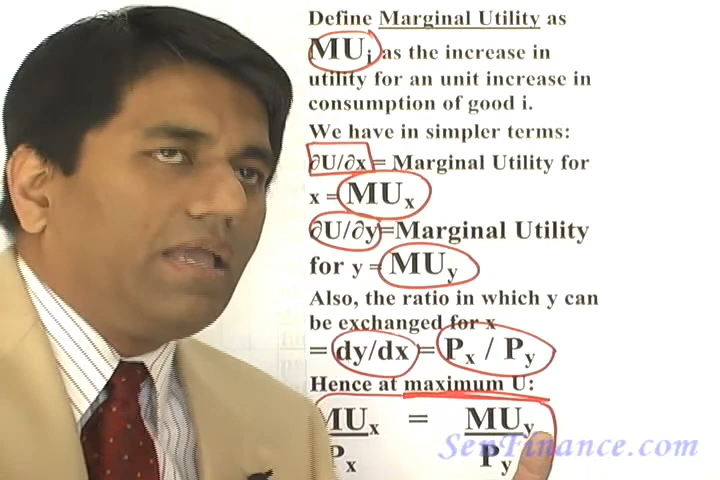 Define Marginal Utility as
MUi as the increase in
utility for an unit increase in
consumption of good i.
We have in simpler terms:
∂U/∂x = Marginal Utility for
x = MUx
∂U/∂y=Marginal Utility
for y = MUy
Also, the ratio in which y can
be exchanged for x
= dy/dx= Px / Py
Hence at maximum U:
MUx = MUy
Px Py
SenFinance.com